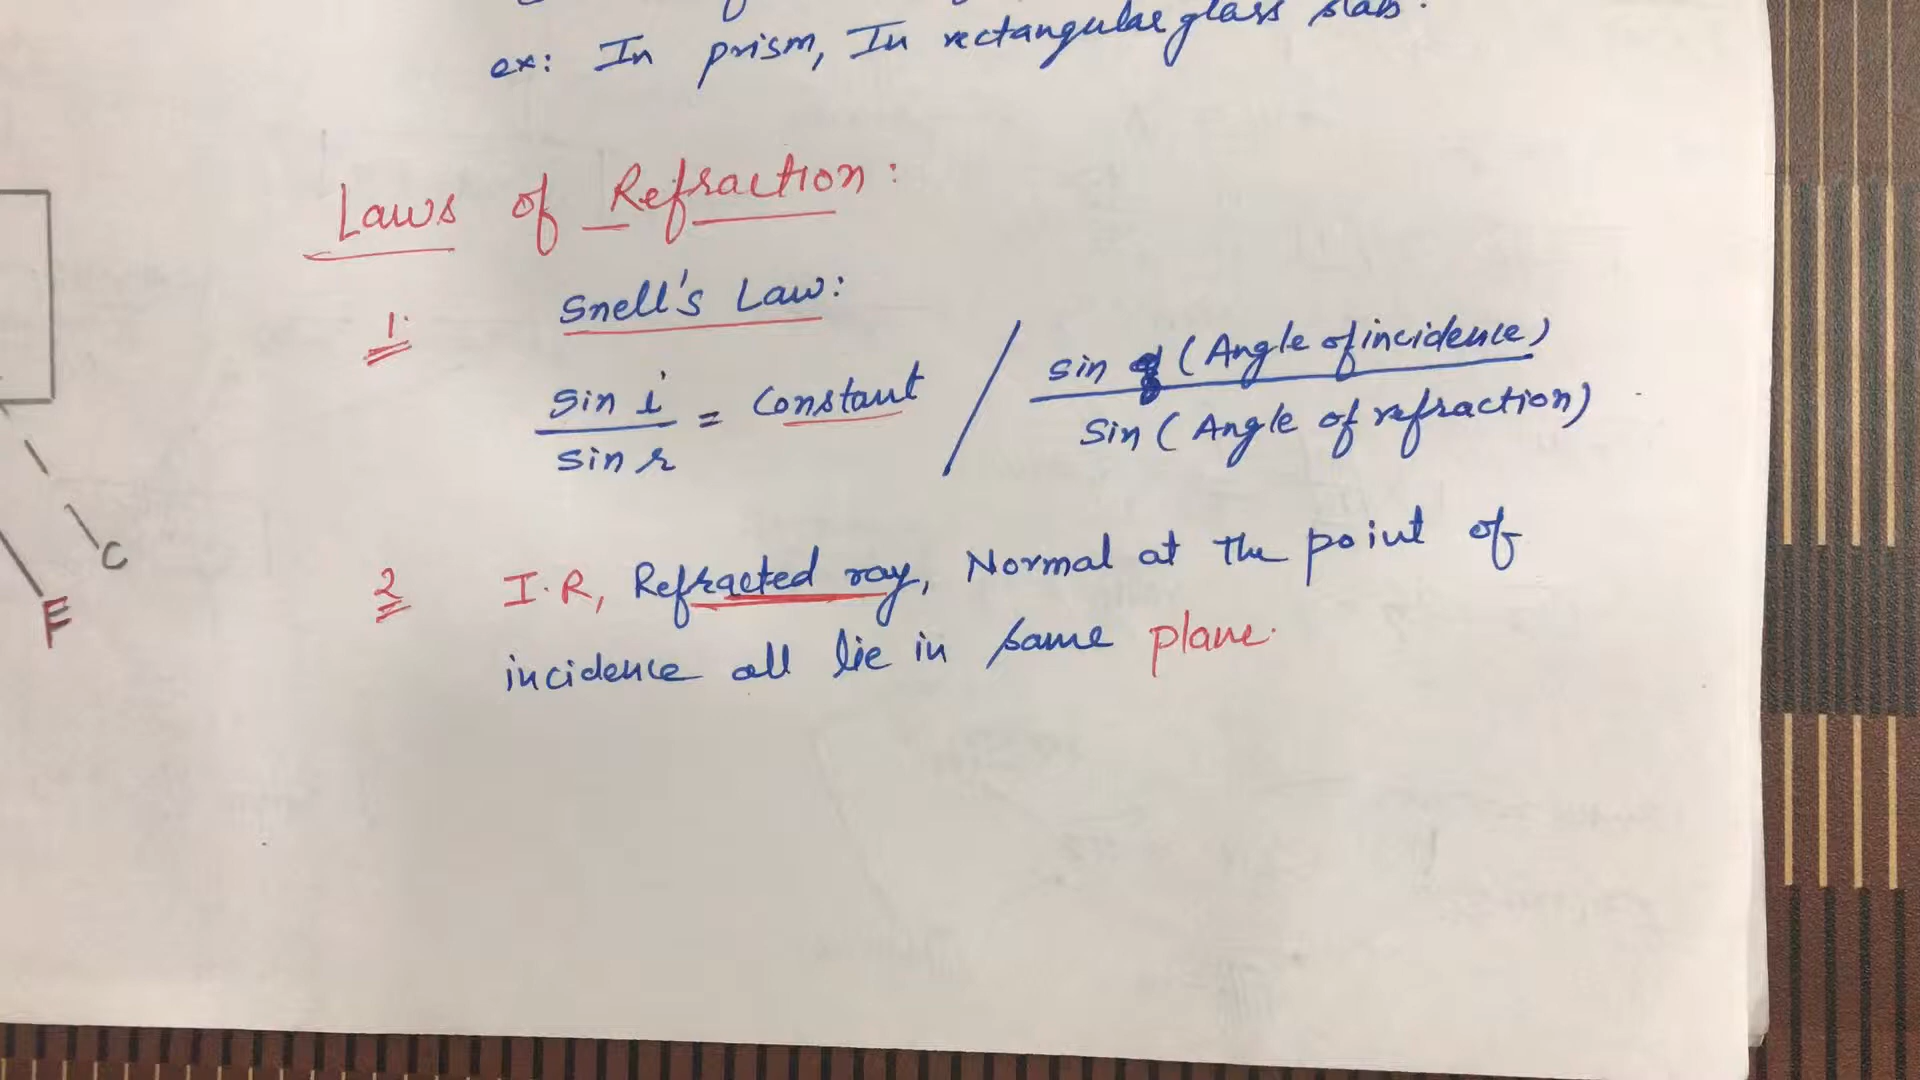 ex: In prism, In rectangular glass slab.
Laws of Refraction:
1. Snell's Law:
sin i / sin r = Constant / sin (Angle of incidence) / Sin (Angle of refraction)
2 I.R, Refracted ray, Normal at the point of
incidence all lie in same plane.
C
F